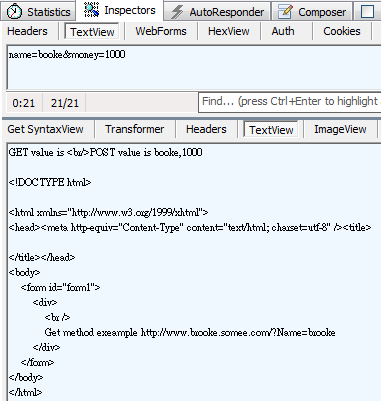 Statistics Inspectors AutoResponder Composer
Headers TextView WebForms HexView Auth Cookies
name=booke&money=1000
0:21 21/21 Find... (press Ctrl+Enter to highlight
Get SyntaxView Transformer Headers TextView ImageView
GET value is <br/>POST value is booke,1000
<!DOCTYPE html>
<html xmlns="http://www.w3.org/1999/xhtml">
<head><meta http-equiv="Content-Type" content="text/html; charset=utf-8" /><title>
</title></head>
<body>
<form id="form1">
<div>
<br />
Get method exeample http://www.brooke.somee.com/?Name=brooke
</div>
</form>
</body>
</html>